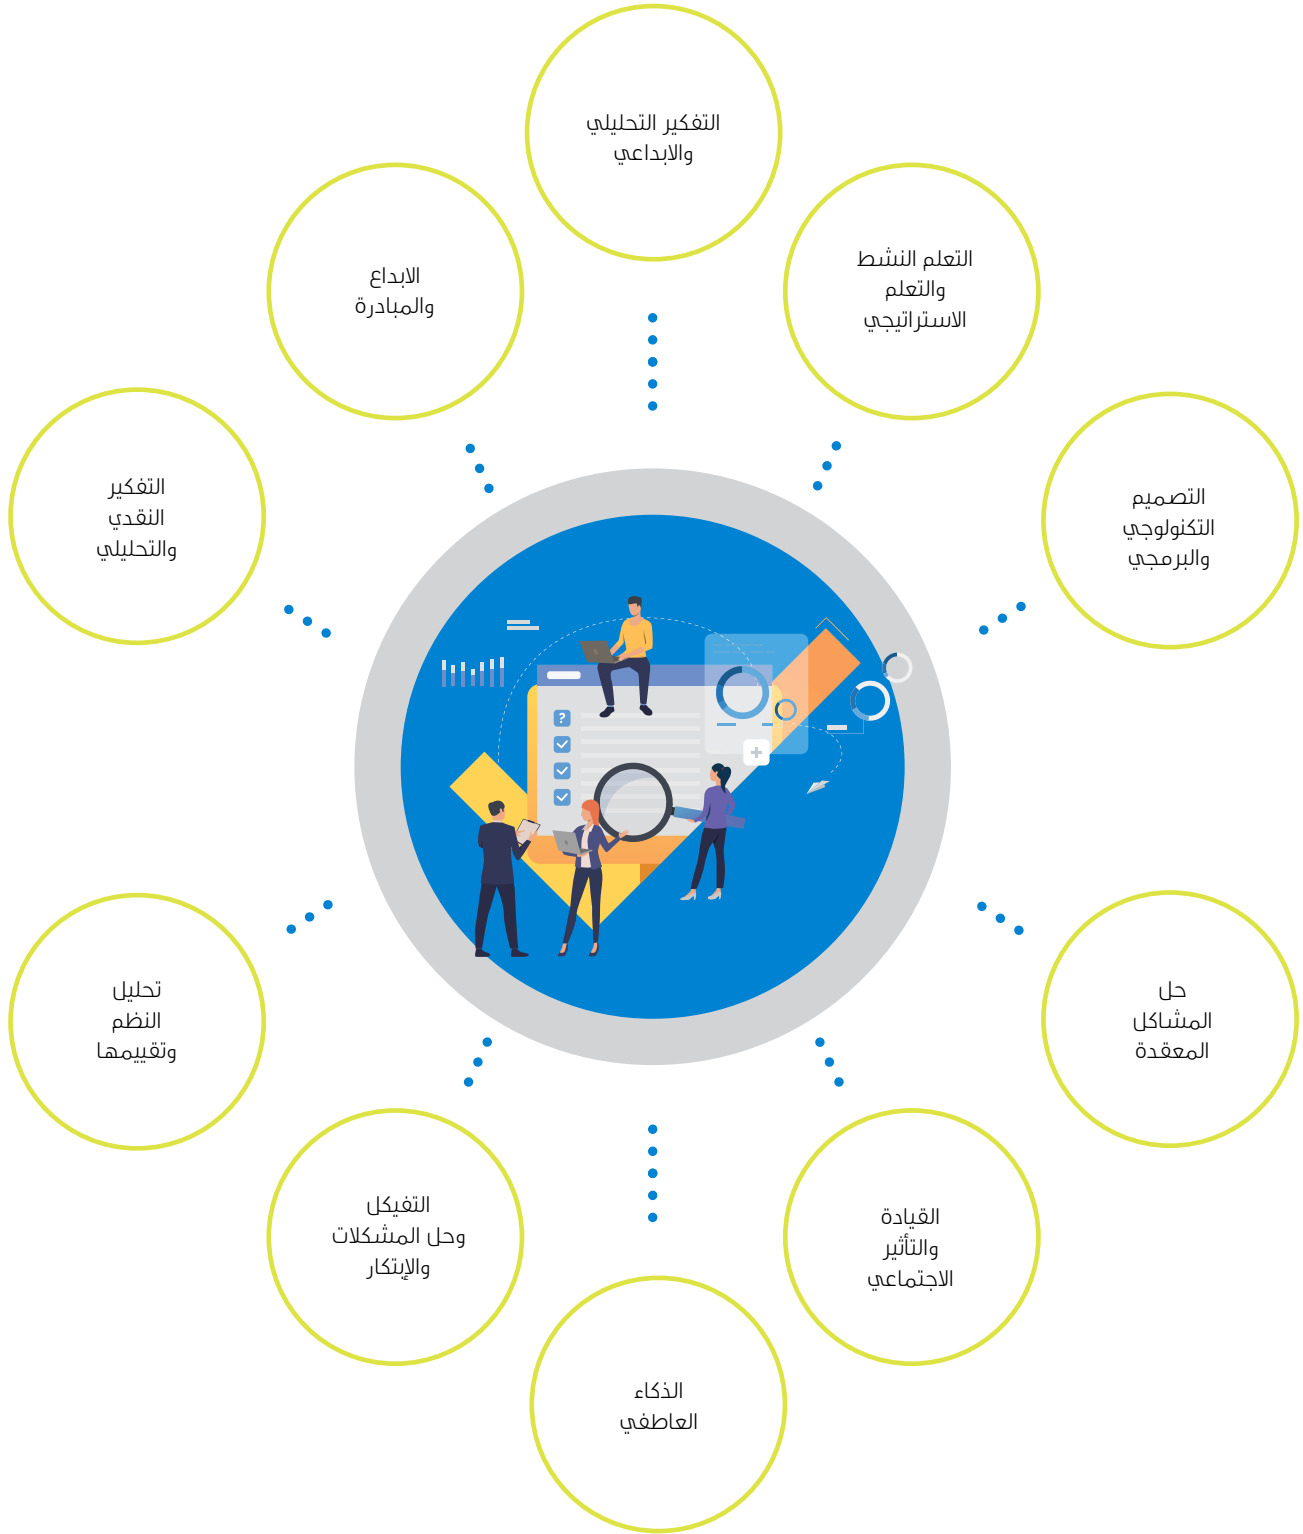 التفكير التحليلي
والابداعي
التعلم النشط
والتعلم
الاستراتيجي
التصميم
التكنولوجي
والبرمجي
حل
المشاكل
المعقدة
القيادة
والتأثير
الاجتماعي
الذكاء
العاطفي
التفيكل
وحل المشكلات
والإبتكار
تحليل
النظم
وتقييمها
التفكير
النقدي
والتحليلي
الابداع
والمبادرة
?